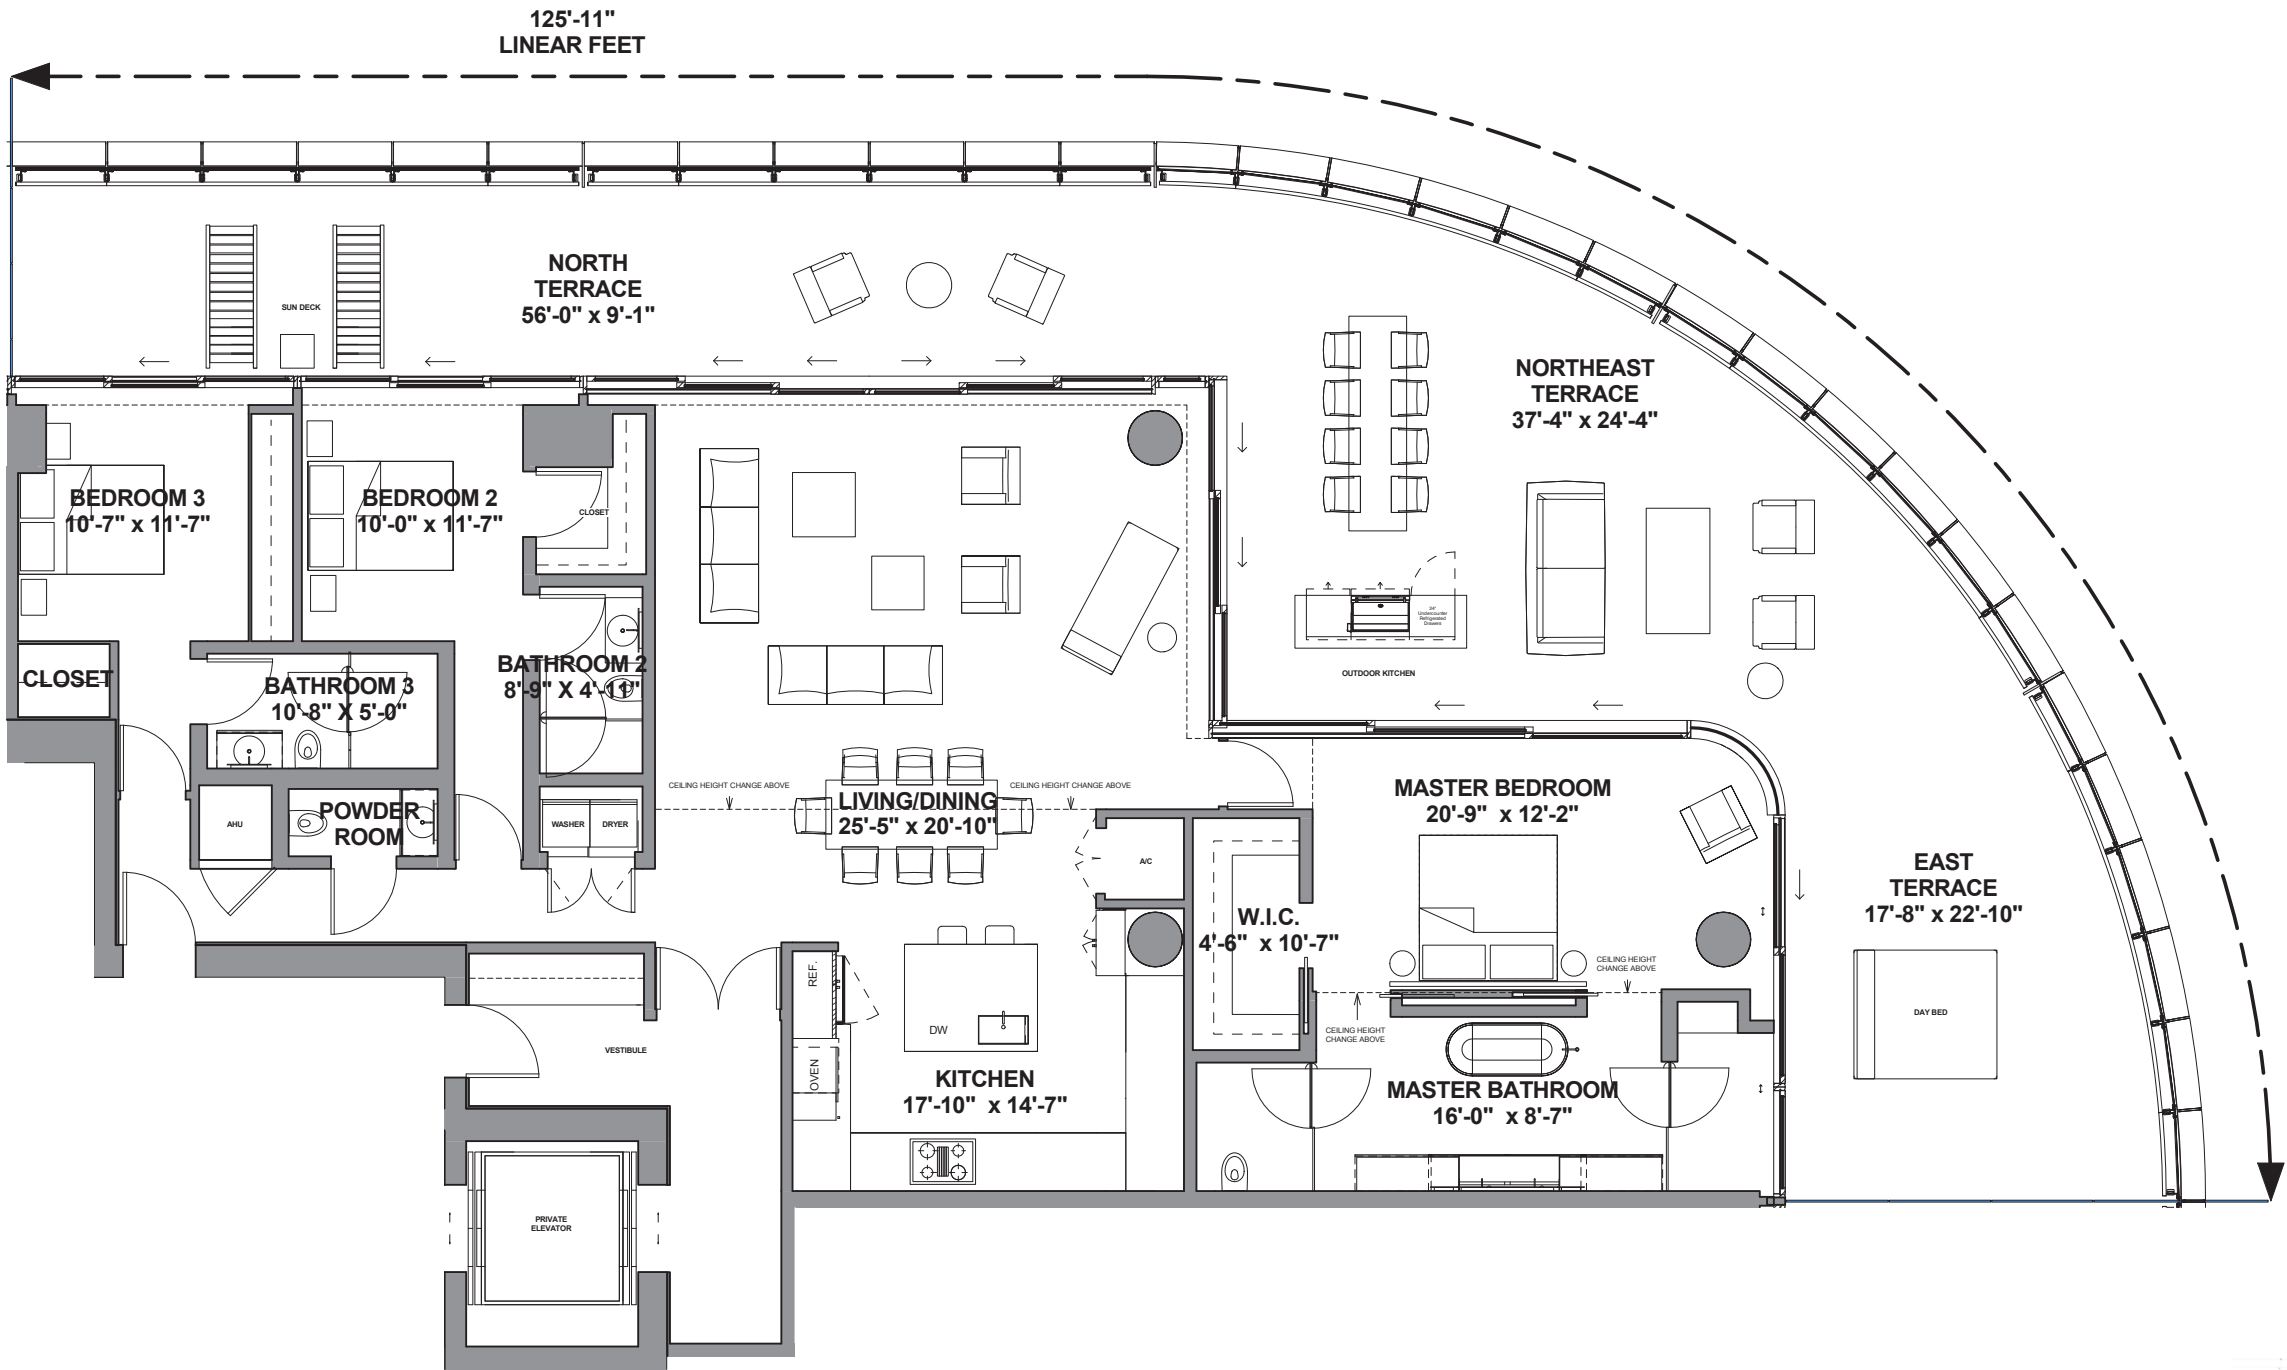 125'-11"
LINEAR FEET
NORTH
TERRACE
56'-0" x 9'-1"
SUN DECK
NORTHEAST
TERRACE
37'-4" x 24'-4"
BEDROOM 3
10'-7" x 11'-7"
BEDROOM 2
10'-0" x 11'-7"
CLOSET
24"
Undercounter
Refrigerated
Drawers
OUTDOOR KITCHEN
CLOSET
BATHROOM 3
10'-8" X 5'-0"
BATHROOM 2
8'-9" X 4'-11"
CEILING HEIGHT CHANGE ABOVE
CEILING HEIGHT CHANGE ABOVE
LIVING/DINING
25'-5" x 20'-10"
MASTER BEDROOM
20'-9" x 12'-2"
AHU
POWDER
ROOM
WASHER
DRYER
A/C
EAST
TERRACE
17'-8" x 22'-10"
W.I.C.
4'-6" x 10'-7"
CEILING HEIGHT
CHANGE ABOVE
REF.
DW
DAY BED
CEILING HEIGHT
CHANGE ABOVE
VESTIBULE
OVEN
KITCHEN
17'-10" x 14'-7"
MASTER BATHROOM
16'-0" x 8'-7"
PRIVATE
ELEVATOR